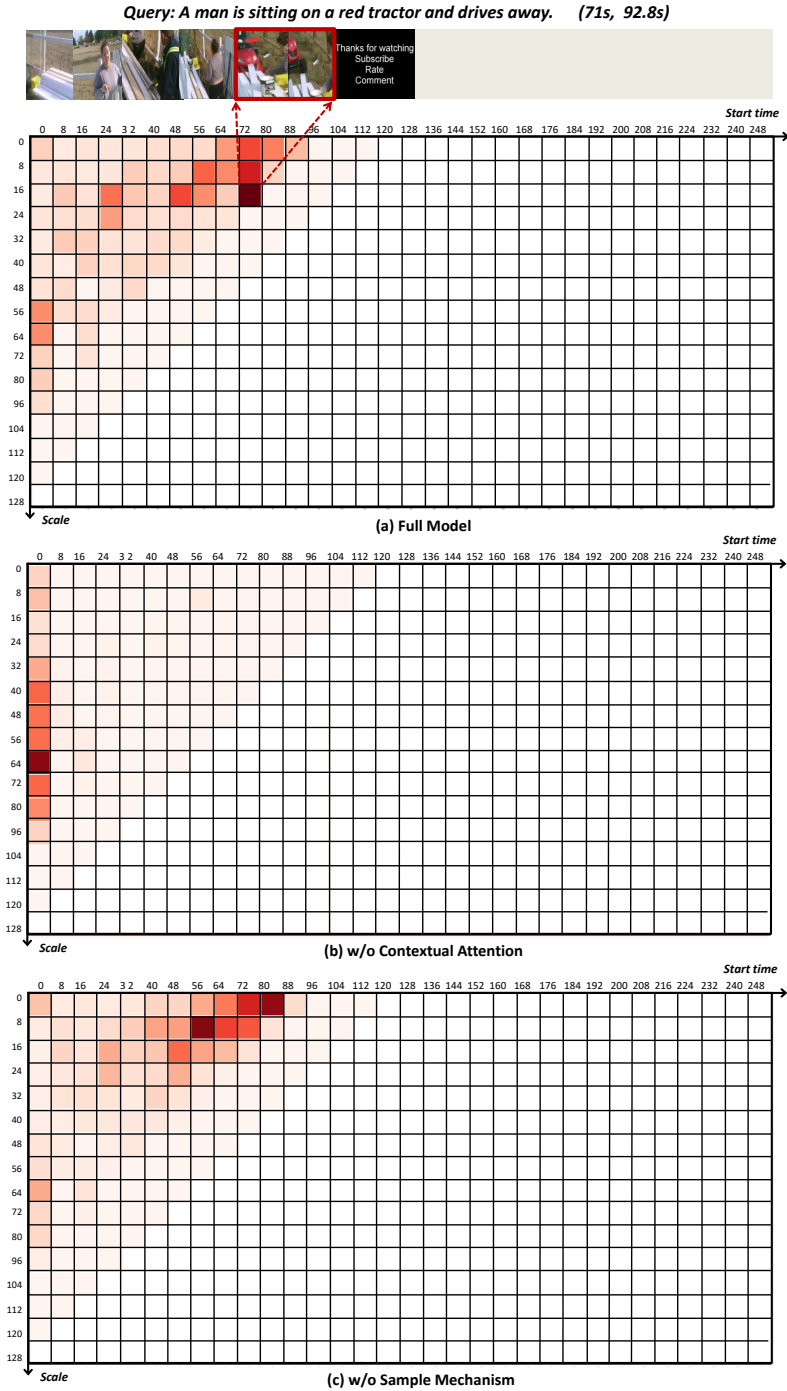 Query: A man is sitting on a red tractor and drives away. (71s, 92.8s)
Thanks for watching
Subscribe
Rate
Comment
Start time
0 8 16 24 3 2 40 48 56 64 72 80 88 96 104 112 120 128 136 144 152 160 168 176 184 192 200 208 216 224 232 240 248
0
8
16
24
32
40
48
56
64
72
80
96
104
112
120
128
Scale
(a) Full Model
Start time
0 8 16 24 3 2 40 48 56 64 72 80 88 96 104 112 120 128 136 144 152 160 168 176 184 192 200 208 216 224 232 240 248
0
8
16
24
32
40
48
56
64
72
80
96
104
112
120
128
Scale
(b) w/o Contextual Attention
Start time
0 8 16 24 3 2 40 48 56 64 72 80 88 96 104 112 120 128 136 144 152 160 168 176 184 192 200 208 216 224 232 240 248
0
8
16
24
32
40
48
56
64
72
80
96
104
112
120
128
Scale
(c) w/o Sample Mechanism